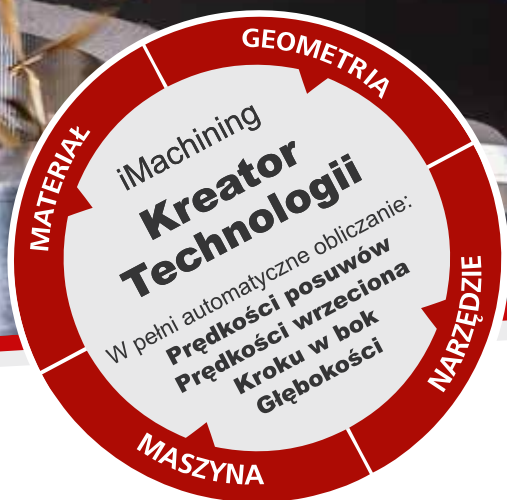 GEOMETRIA
MATERIAŁ
NARZĘDZIE
MASZYNA
iMachining
Kreator
Technologii
W pełni automatyczne obliczanie:
Prędkości posuwów
Prędkości wrzeciona
Kroku w bok
Głębokości